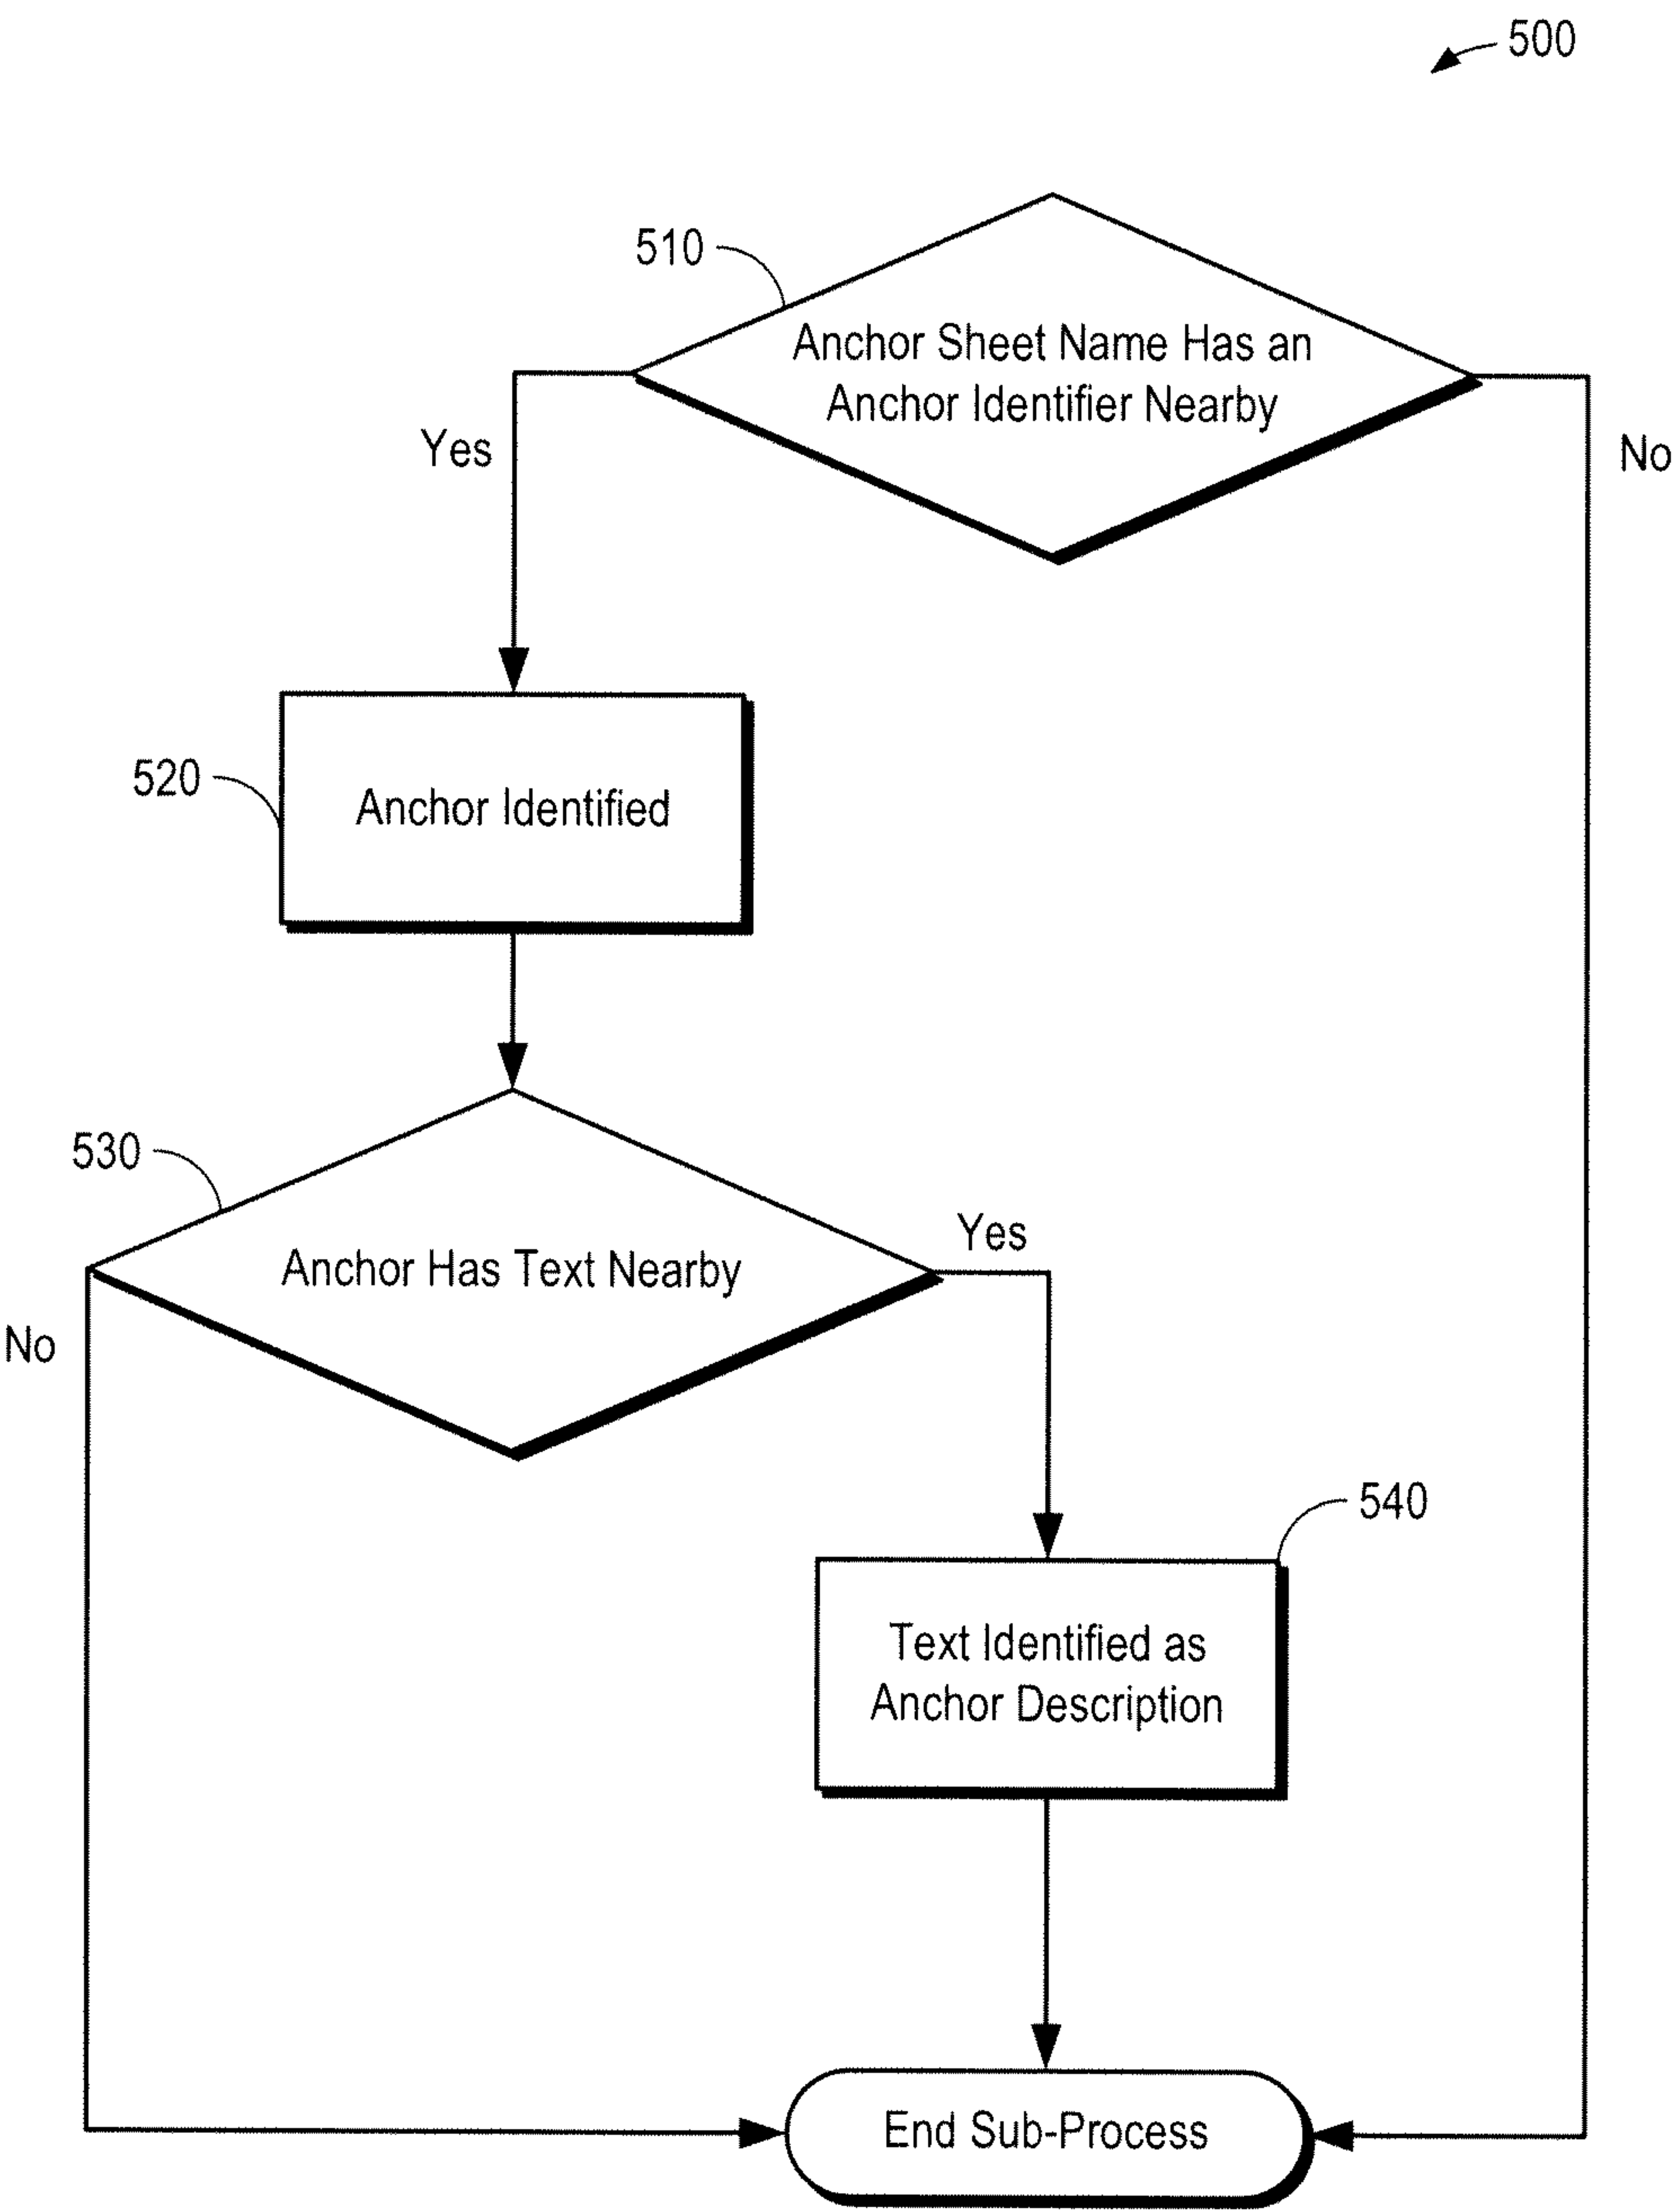 500
510
Anchor Sheet Name Has an
Anchor Identifier Nearby
Yes
No
520
Anchor Identified
530
Yes
Anchor Has Text Nearby
No
540
Text Identified as
Anchor Description
End Sub-Process